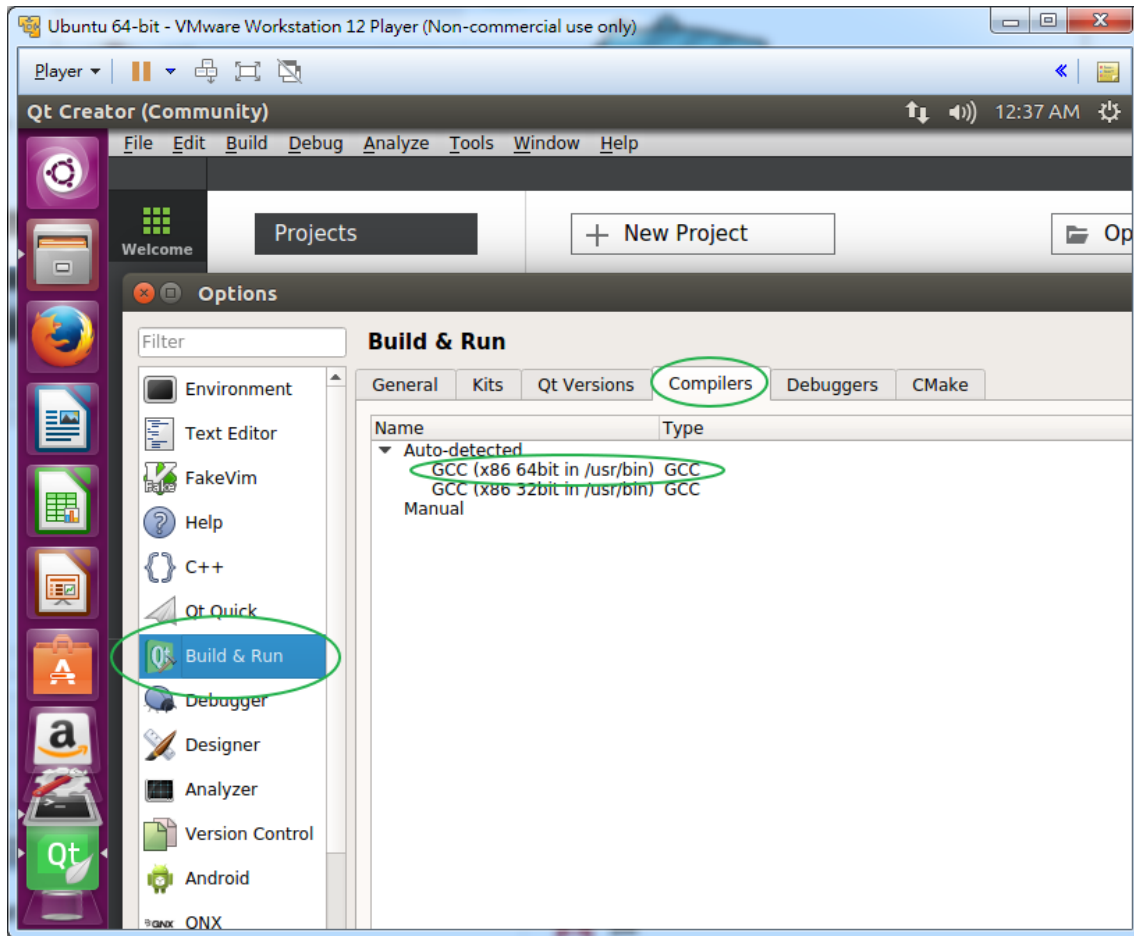 Ubuntu 64-bit - VMware Workstation 12 Player (Non-commercial use only)
Player
Qt Creator (Community) 12:37 AM
File Edit Build Debug Analyze Tools Window Help
Welcome
Projects
New Project
Op
Options
Filter
Build & Run
General Kits Qt Versions Compilers Debuggers CMake
Name Type
Auto-detected
GCC (x86 64bit in /usr/bin) GCC
GCC (x86 32bit in /usr/bin) GCC
Manual
Environment
Text Editor
Fake FakeVim
Help
C++
Qt Quick
Qt Build & Run
Debugger
Designer
Analyzer
Version Control
Android
QNX QNX
a
Qt